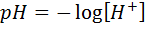 pH = −log[H⁺]